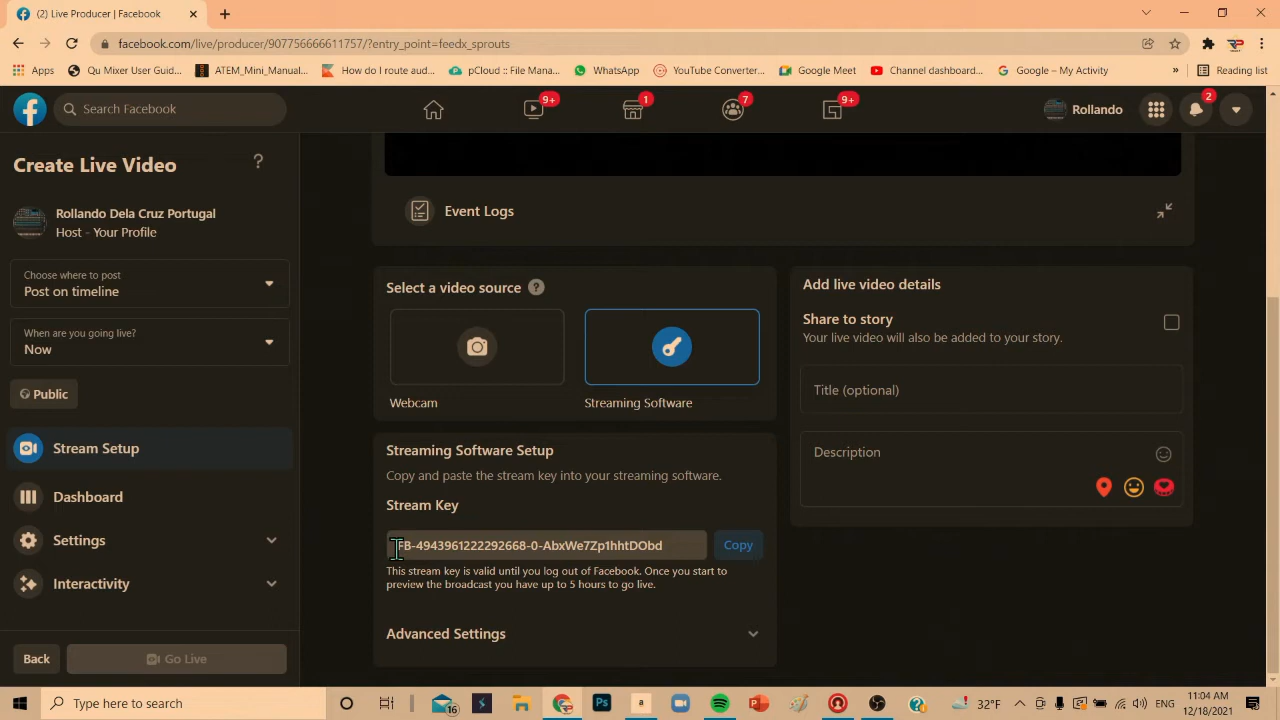 (2) Live Producer | Facebook
facebook.com/live/producer/907756666611757/?entry_point=feedx_sprouts
Apps
Qu Mixer User Guid...
ATEM_Mini_Manual...
How do I route aud...
pCloud :: File Mana...
WhatsApp
YouTube Converter...
Google Meet
Channel dashboard...
Google – My Activity
»
Reading list
Search Facebook
9+
1
7
9+
Rollando
2
Create Live Video
?
Rollando Dela Cruz Portugal
Host - Your Profile
Choose where to post
Post on timeline
When are you going live?
Now
Public
Stream Setup
Dashboard
Settings
Interactivity
Back
Go Live
Event Logs
Select a video source ?
Webcam
Streaming Software
Streaming Software Setup
Copy and paste the stream key into your streaming software.
Stream Key
FB-4943961222292668-0-AbxWe7Zp1hhtDObd
Copy
This stream key is valid until you log out of Facebook. Once you start to
preview the broadcast you have up to 5 hours to go live.
Advanced Settings
Add live video details
Share to story
Your live video will also be added to your story.
Title (optional)
Description
Type here to search
16
Ps
a
32°F
ENG
11:04 AM
12/18/2021